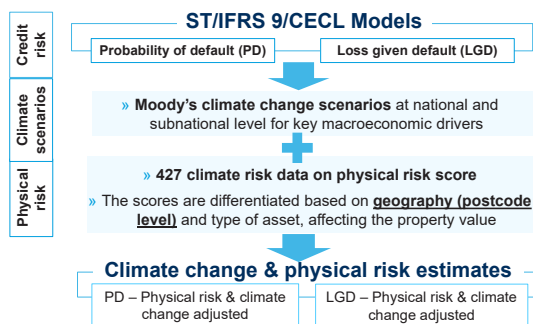 ST/IFRS 9/CECL Models
Credit
risk
Probability of default (PD)
Loss given default (LGD)
Climate
scenarios
» Moody's climate change scenarios at national and
subnational level for key macroeconomic drivers
Physical
risk
» 427 climate risk data on physical risk score
» The scores are differentiated based on geography (postcode
level) and type of asset, affecting the property value
Climate change & physical risk estimates
PD – Physical risk & climate
change adjusted
LGD – Physical risk & climate
change adjusted